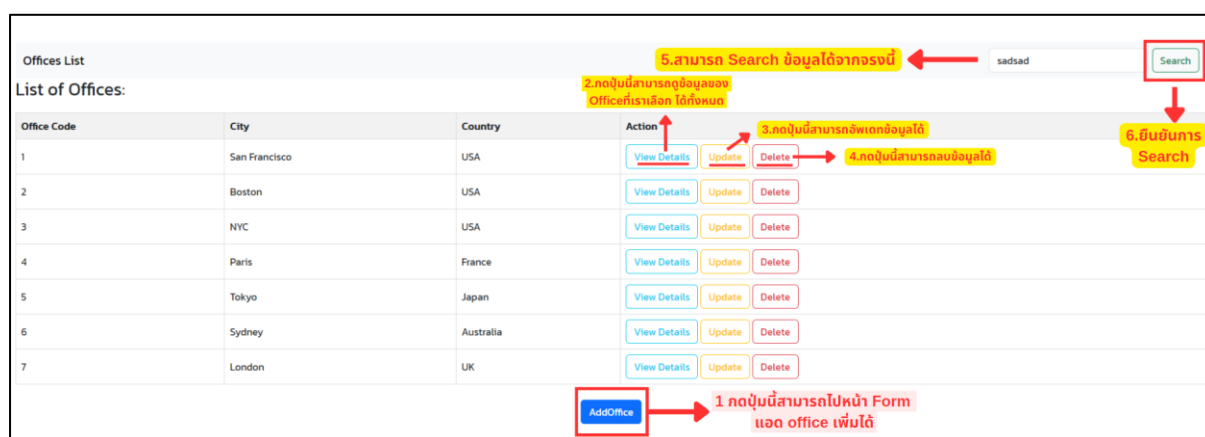 Offices List
5.สามารถ Search ข้อมูลได้จากจรงนี้
sadsad
Search
List of Offices:
2.กดปุ่มนี้สามารถดูข้อมูลของ
Officeที่เราเลือก ได้ทั้งหมด
Office Code City Country Action
3.กดปุ่มนี้สามารถอัพเดทข้อมูลได้
6.ยืนยันการ
Search
1 San Francisco USA View Details Update Delete
4.กดปุ่มนี้สามารถลบข้อมูลได้
2 Boston USA View Details Update Delete
3 NYC USA View Details Update Delete
4 Paris France View Details Update Delete
5 Tokyo Japan View Details Update Delete
6 Sydney Australia View Details Update Delete
7 London UK View Details Update Delete
AddOffice
1 กดปุ่มนี้สามารถไปหน้า Form
แอด office เพิ่มได้